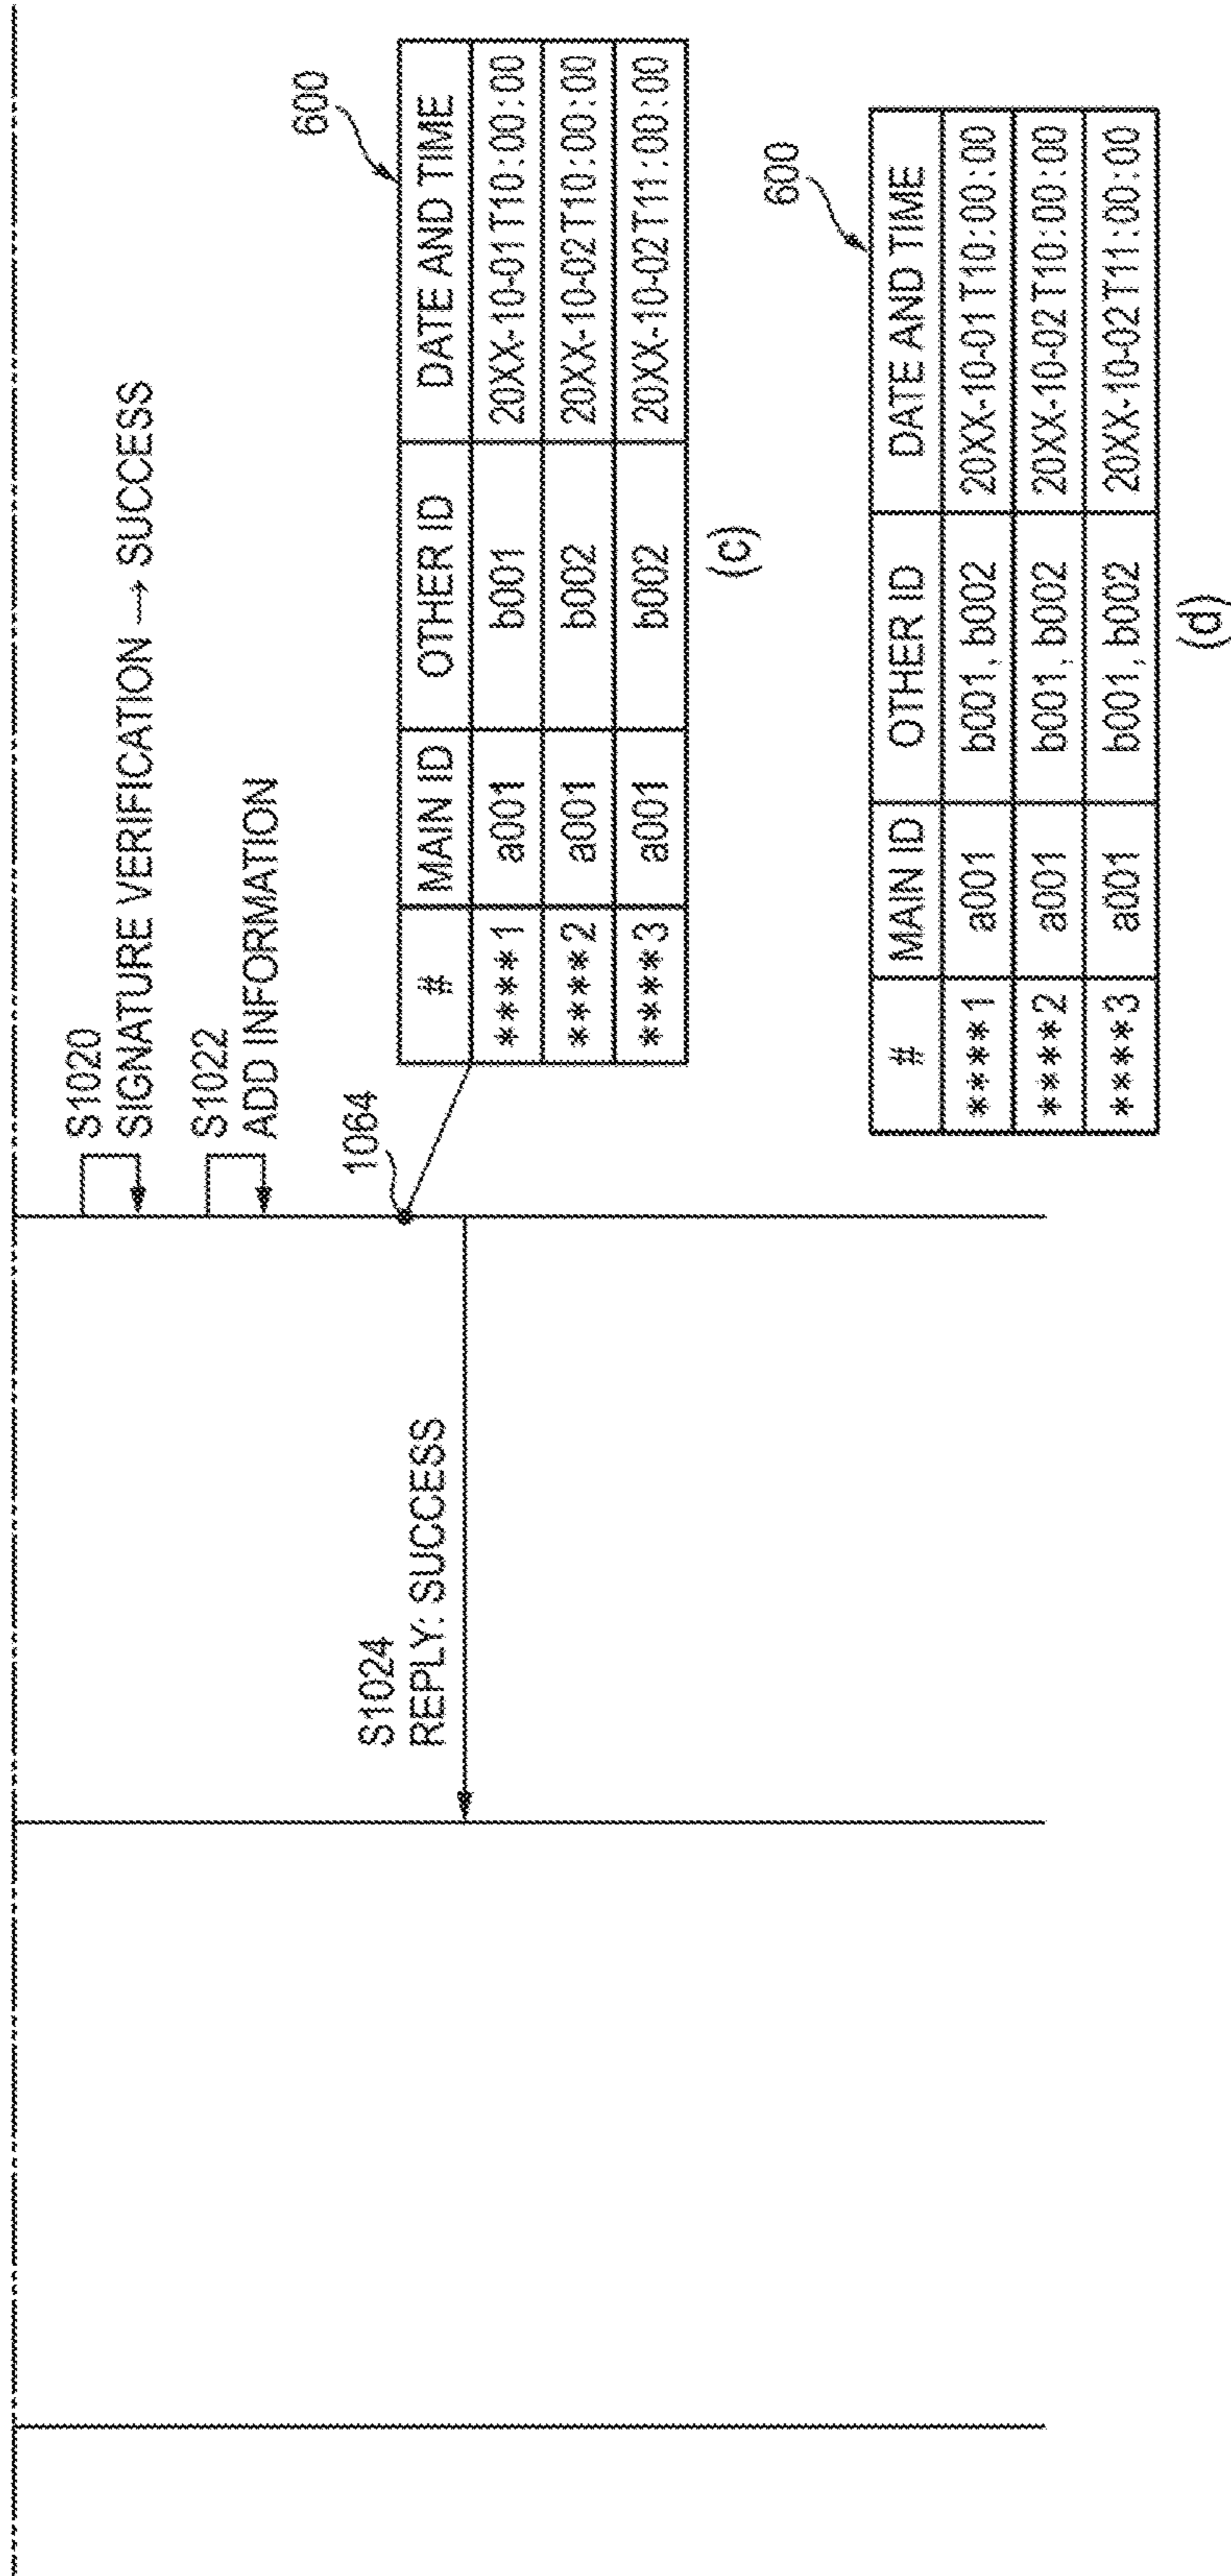 S1020
SIGNATURE VERIFICATION → SUCCESS
S1022
ADD INFORMATION
1064
600
# MAIN ID OTHER ID DATE AND TIME
****1 a001 b001 20XX-10-01T10:00:00
****2 a001 b002 20XX-10-02T10:00:00
****3 a001 b002 20XX-10-02T11:00:00
(c)
S1024
REPLY: SUCCESS
600
# MAIN ID OTHER ID DATE AND TIME
****1 a001 b001, b002 20XX-10-01T10:00:00
****2 a001 b001, b002 20XX-10-02T10:00:00
****3 a001 b001, b002 20XX-10-02T11:00:00
(d)